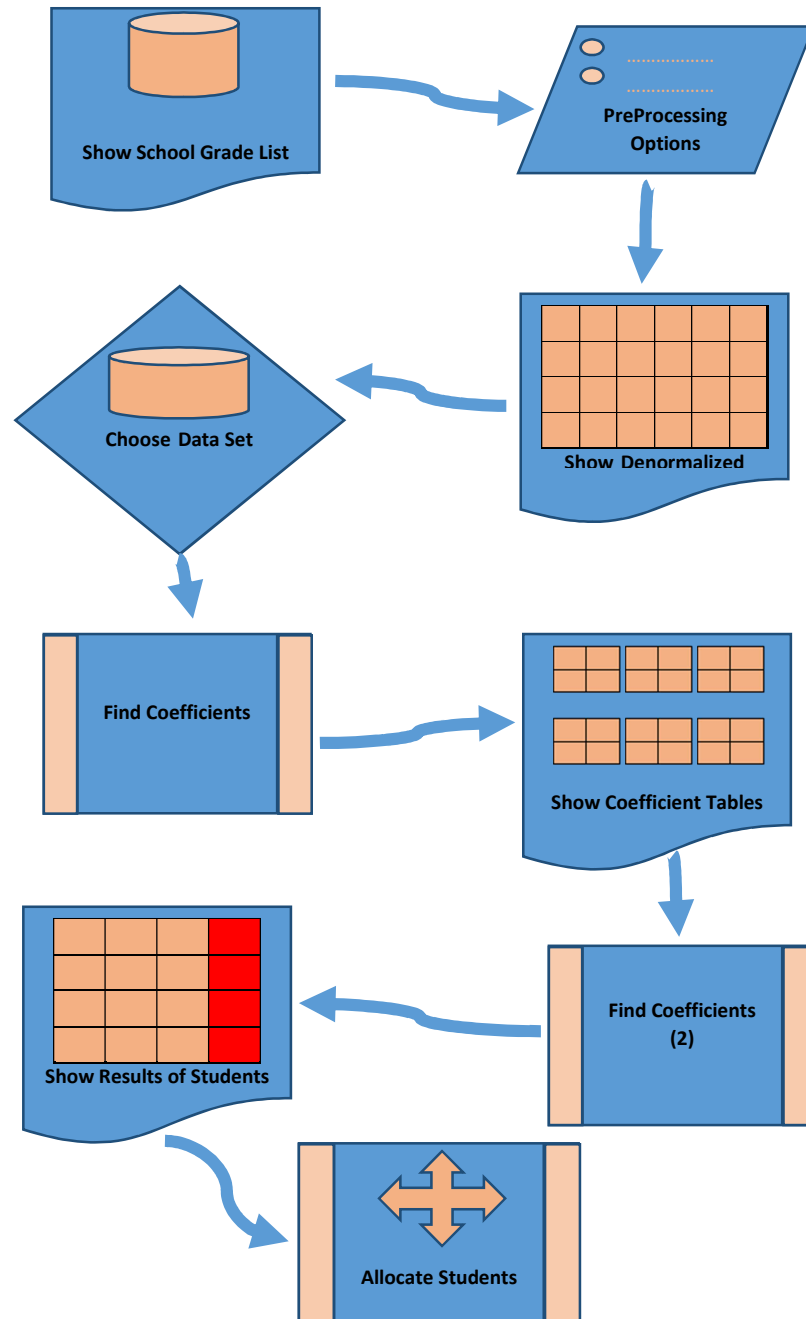 Show School Grade List
PreProcessing
Options
Show Denormalized
Choose Data Set
Find Coefficients
Show Coefficient Tables
Find Coefficients
(2)
Show Results of Students
Allocate Students